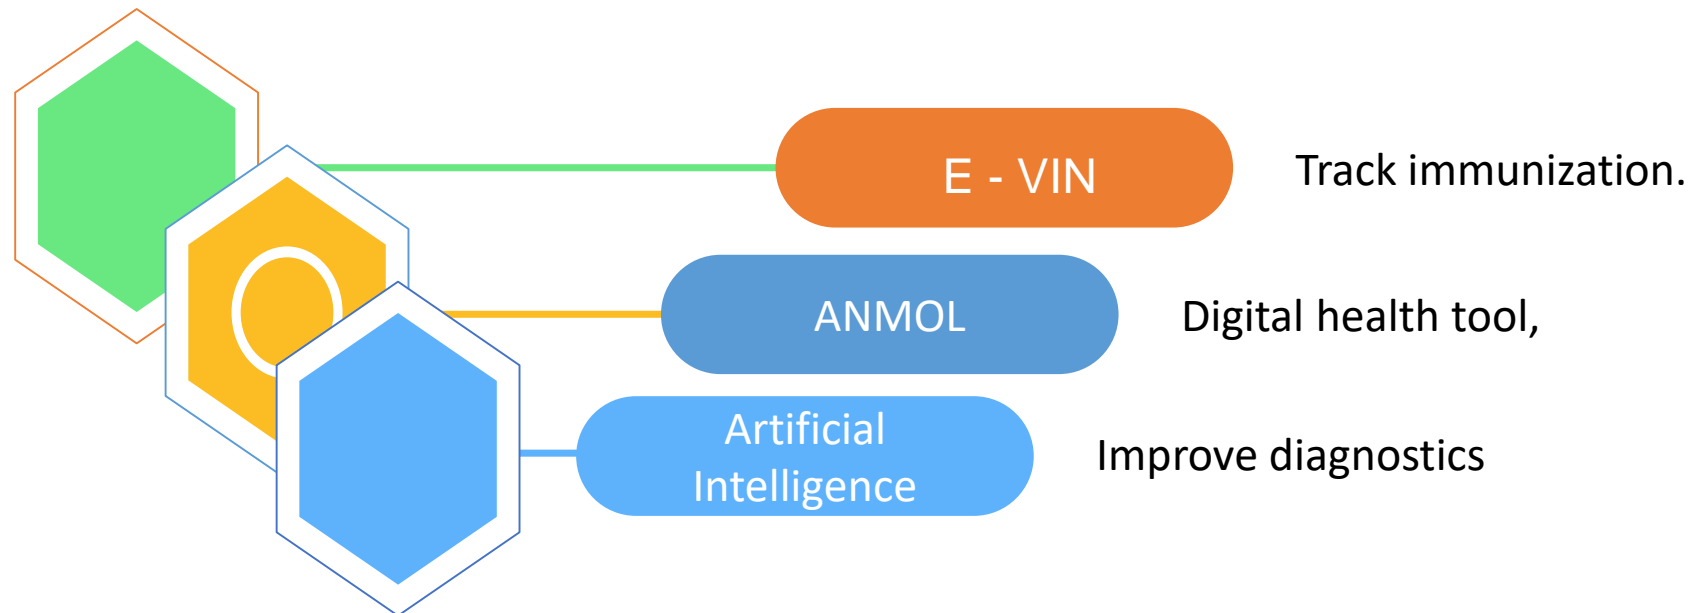 E - VIN
Track immunization.
ANMOL
Digital health tool,
Artificial
Intelligence
Improve diagnostics